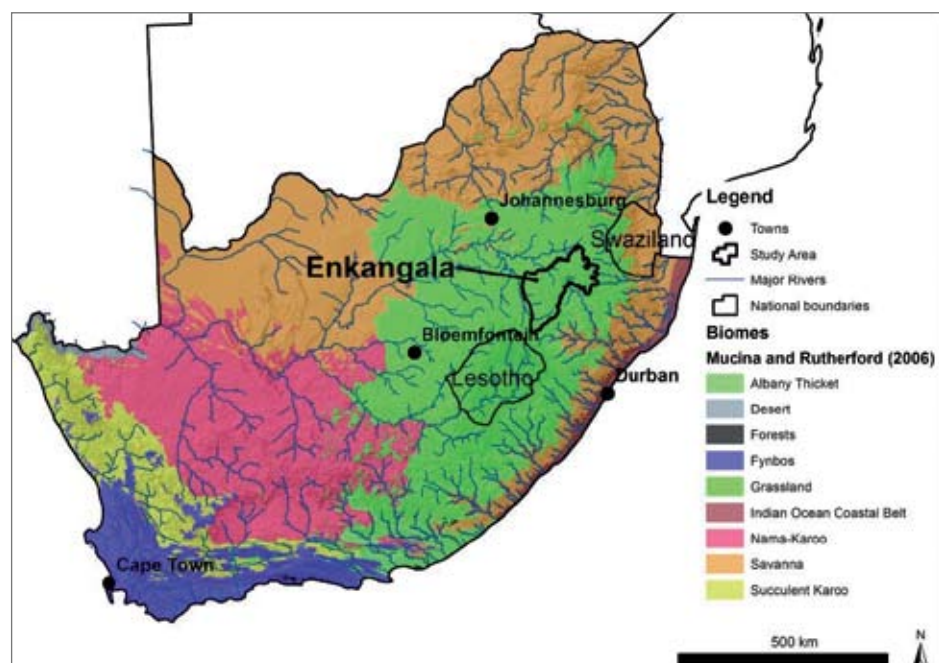 Johannesburg
Swaziland
Enkangala
Bloemfontein
Lesotho
Durban
Cape Town
Legend
Towns
Study Area
Major Rivers
National boundaries
Biomes
Mucina and Rutherford (2006)
Albany Thicket
Desert
Forests
Fynbos
Grassland
Indian Ocean Coastal Belt
Nama-Karoo
Savanna
Succulent Karoo
500 km
N